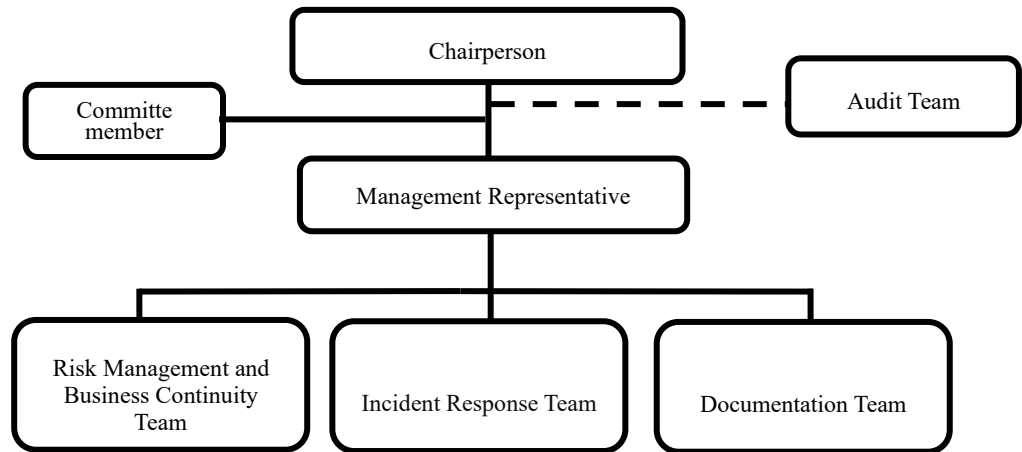 Chairperson
Committe
member
Audit Team
Management Representative
Risk Management and
Business Continuity
Team
Incident Response Team
Documentation Team